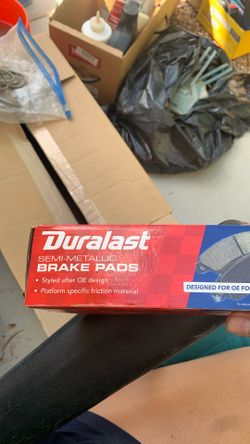 Duralast
SEMI-METALLIC
BRAKE PADS
• Styled after OE design
• Platform specific friction material
DESIGNED FOR OE FO